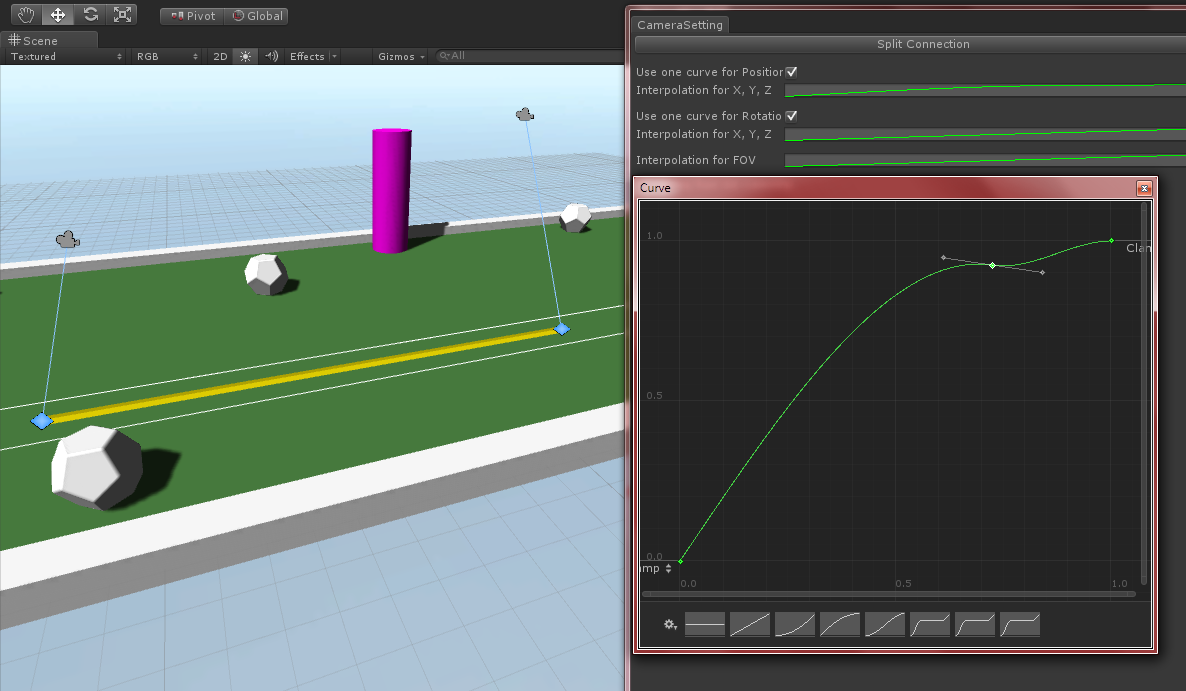 Pivot Global
Scene
Textured RGB 2D Effects Gizmos All
CameraSetting
Split Connection
Use one curve for Position
Interpolation for X, Y, Z
Use one curve for Rotatio
Interpolation for X, Y, Z
Interpolation for FOV
Curve
1.0
Clam
0.5
0.0
mp
0.0 0.5 1.0